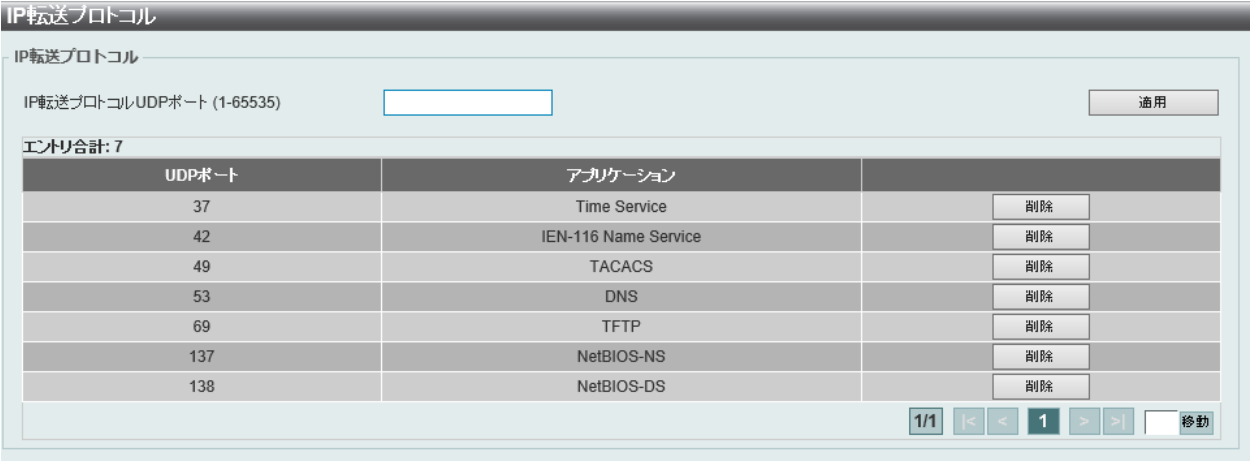 IP転送プロトコル
IP転送プロトコル
IP転送プロトコルUDPポート (1-65535) 適用
エントリ合計: 7
UDPポート アプリケーション
37 Time Service 削除
42 IEN-116 Name Service 削除
49 TACACS 削除
53 DNS 削除
69 TFTP 削除
137 NetBIOS-NS 削除
138 NetBIOS-DS 削除
1/1 |< < 1 > >| 移動